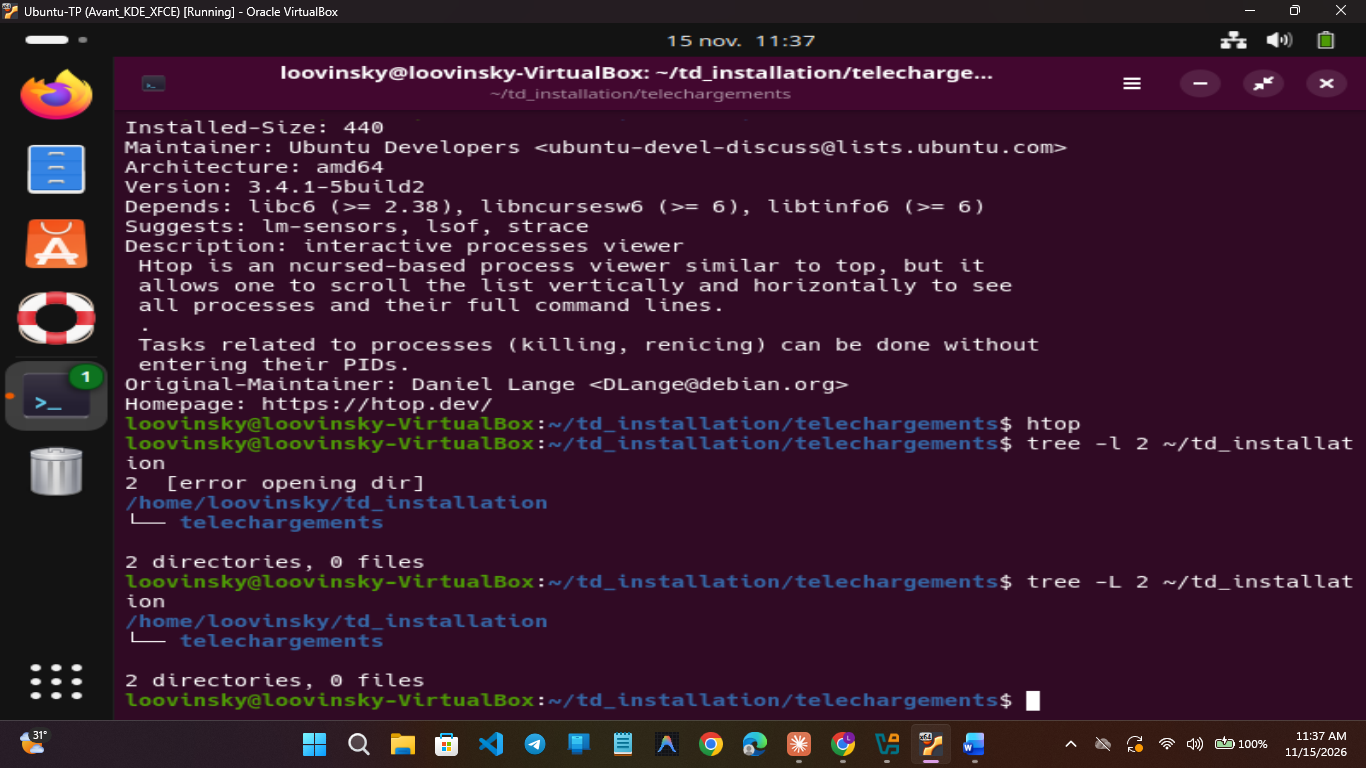 Ubuntu-TP (Avant_KDE_XFCE) [Running] - Oracle VirtualBox
15 nov. 11:37
loovinsky@loovinsky-VirtualBox: ~/td_installation/telecharge...
~/td_installation/telechargements
Installed-Size: 440
Maintainer: Ubuntu Developers <ubuntu-devel-discuss@lists.ubuntu.com>
Architecture: amd64
Version: 3.4.1-5build2
Depends: libc6 (>= 2.38), libncursesw6 (>= 6), libtinfo6 (>= 6)
Suggests: lm-sensors, lsof, strace
Description: interactive processes viewer
 Htop is an ncursed-based process viewer similar to top, but it
 allows one to scroll the list vertically and horizontally to see
 all processes and their full command lines.
 .
 Tasks related to processes (killing, renicing) can be done without
 entering their PIDs.
Original-Maintainer: Daniel Lange <DLange@debian.org>
Homepage: https://htop.dev/
loovinsky@loovinsky-VirtualBox:~/td_installation/telechargements$ htop
loovinsky@loovinsky-VirtualBox:~/td_installation/telechargements$ tree -l 2 ~/td_installat
ion
2  [error opening dir]
/home/loovinsky/td_installation
└── telechargements
2 directories, 0 files
loovinsky@loovinsky-VirtualBox:~/td_installation/telechargements$ tree -L 2 ~/td_installat
ion
/home/loovinsky/td_installation
└── telechargements
2 directories, 0 files
loovinsky@loovinsky-VirtualBox:~/td_installation/telechargements$
1
31°
100%
11:37 AM
11/15/2026